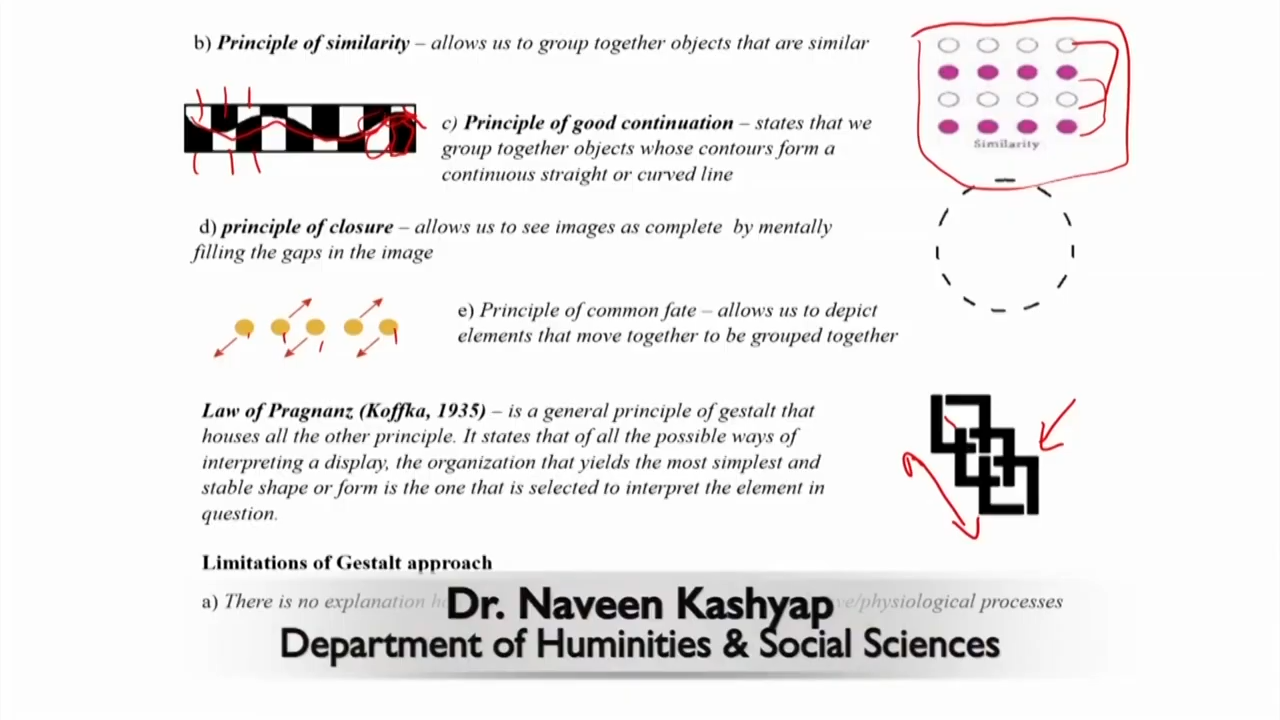 b) Principle of similarity – allows us to group together objects that are similar
Similarity
c) Principle of good continuation – states that we
group together objects whose contours form a
continuous straight or curved line
d) principle of closure – allows us to see images as complete by mentally
filling the gaps in the image
e) Principle of common fate – allows us to depict
elements that move together to be grouped together
Law of Pragnanz (Koffka, 1935) – is a general principle of gestalt that
houses all the other principle. It states that of all the possible ways of
interpreting a display, the organization that yields the most simplest and
stable shape or form is the one that is selected to interpret the element in
question.
Limitations of Gestalt approach
a) There is no explanation /physiological processes
Dr. Naveen Kashyap
Department of Huminities & Social Sciences